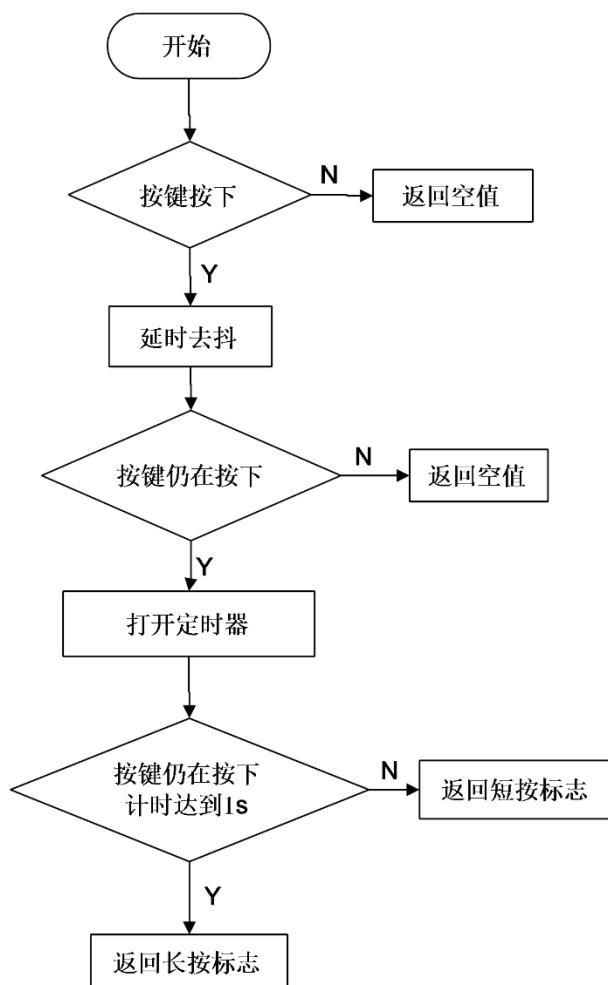 开始
按键按下
N
返回空值
Y
延时去抖
按键仍在按下
N
返回空值
Y
打开定时器
按键仍在按下
计时达到1s
N
返回短按标志
Y
返回长按标志